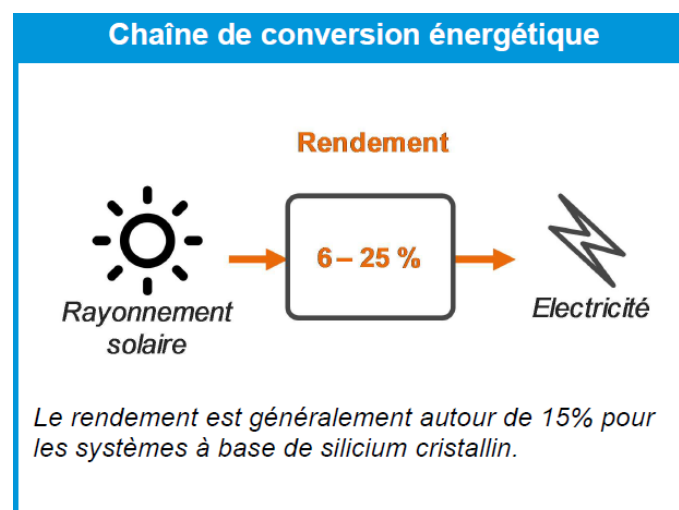 Chaîne de conversion énergétique
Rendement
6 – 25 %
Rayonnement
solaire
Electricité
Le rendement est généralement autour de 15% pour
les systèmes à base de silicium cristallin.